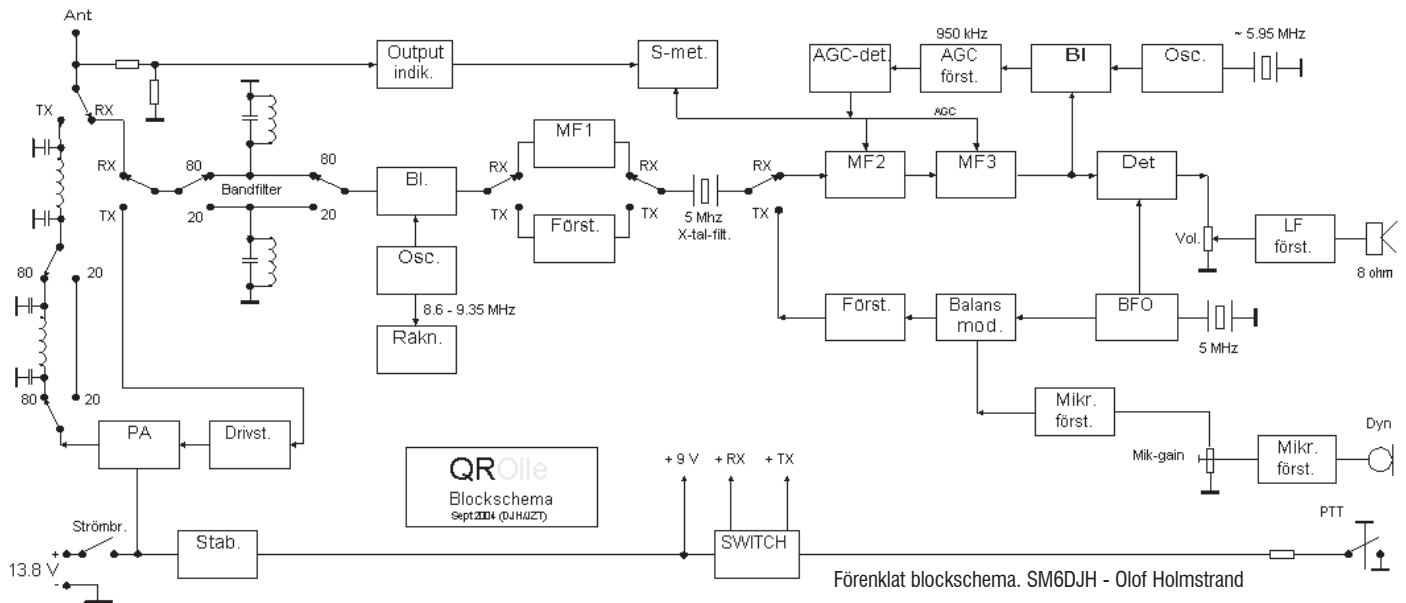 Ant
Output
indik.
S-met.
AGC-det.
950 kHz
AGC
först.
Bl
Osc.
~ 5.95 MHz
TX
RX
AGC
RX
80
80
Bandfilter
RX
MF1
RX
RX
MF2
MF3
Det
Bl.
TX
20
20
TX
Först.
TX
5 Mhz
X-tal-filt.
TX
Vol.
LF
först.
8 ohm
Osc.
8.6 - 9.35 MHz
Räkn.
80
20
Först.
Balans
mod.
BFO
5 MHz
80
20
PA
Drivst.
Mikr.
först.
Mik-gain
Mikr.
först.
Dyn
QROlle
Blockschema
Sept 2004 (DJH/JZT)
+ 9 V
+ RX
+ TX
Strömbr.
+
13.8 V
-
Stab.
SWITCH
PTT
Förenklat blockschema. SM6DJH - Olof Holmstrand